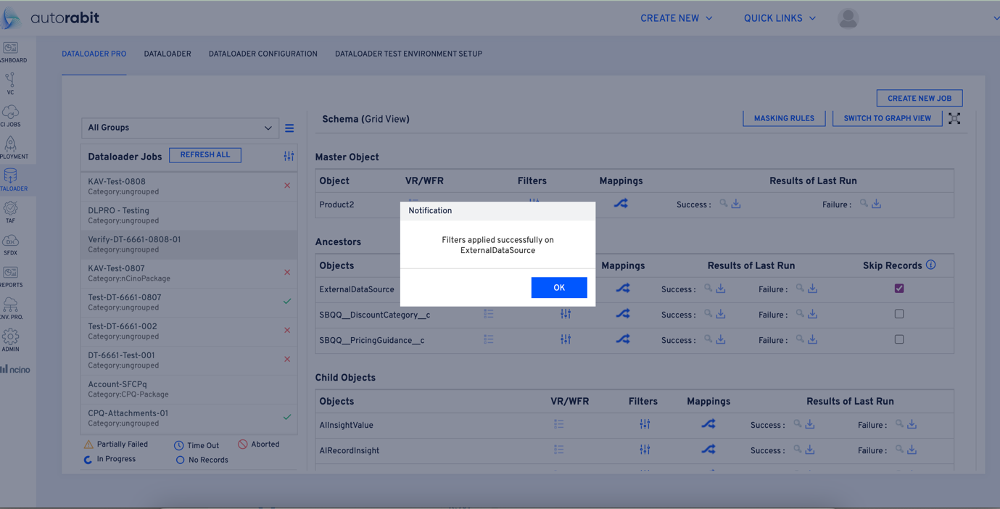 autorabit
CREATE NEW
QUICK LINKS
ASHBOARD
VC
CI JOBS
PLOYMENT
TALOADER
TAF
SFDX
REPORTS
ENV. PRO.
ADMIN
ncino
DATALOADER PRO DATALOADER DATALOADER CONFIGURATION DATALOADER TEST ENVIRONMENT SETUP
CREATE NEW JOB
All Groups
Dataloader Jobs REFRESH ALL
KAV-Test-0808
Category:ungrouped
DLPRO - Testing
Category:ungrouped
Verify-DT-6661-0808-01
Category:ungrouped
KAV-Test-0807
Category:nCinoPackage
Test-DT-6661-0807
Category:ungrouped
Test-DT-6661-002
Category:ungrouped
DT-6661-Test-001
Category:ungrouped
Account-SFCPq
Category:CPQ-Package
CPQ-Attachments-01
Category:ungrouped
Partially Failed Time Out Aborted
In Progress No Records
Schema (Grid View) MASKING RULES SWITCH TO GRAPH VIEW
Master Object
Object VR/WFR Filters Mappings Results of Last Run
Product2 Success : Failure :
Notification
Filters applied successfully on
ExternalDataSource
OK
Ancestors
Objects Mappings Results of Last Run Skip Records
ExternalDataSource Success : Failure :
SBQQ__DiscountCategory__c Success : Failure :
SBQQ__PricingGuidance__c Success : Failure :
Child Objects
Objects VR/WFR Filters Mappings Results of Last Run
AIInsightValue Success : Failure :
AIRecordInsight Success : Failure :